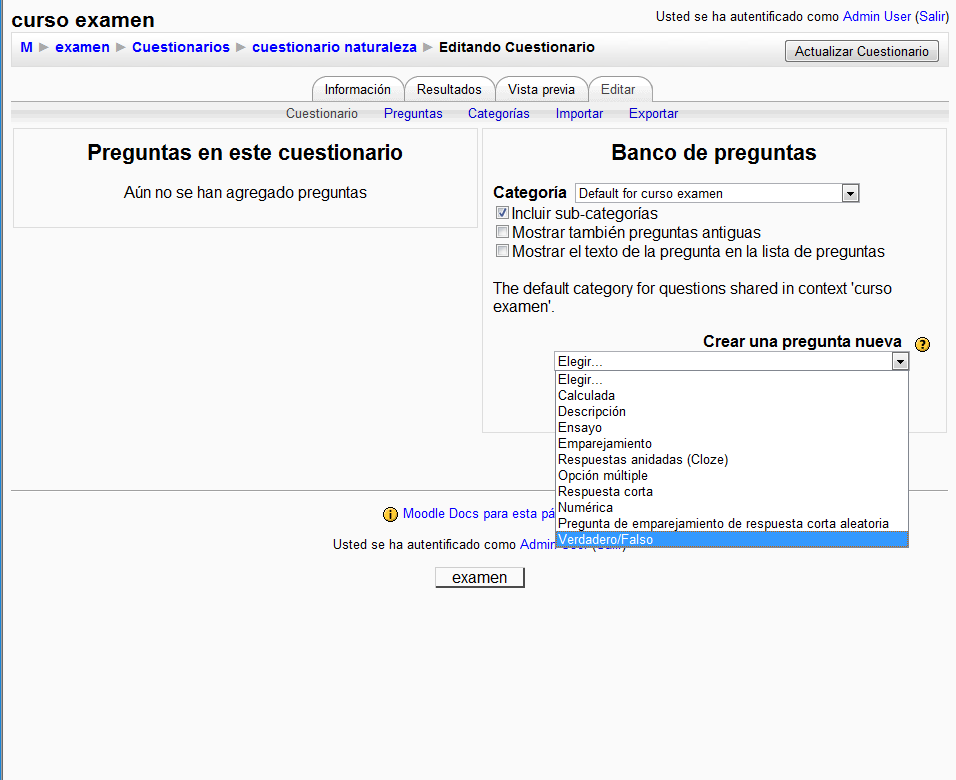 curso examen
Usted se ha autentificado como Admin User (Salir)
M ► examen ► Cuestionarios ► cuestionario naturaleza ► Editando Cuestionario
Actualizar Cuestionario
Información Resultados Vista previa Editar
Cuestionario Preguntas Categorías Importar Exportar
Preguntas en este cuestionario
Aún no se han agregado preguntas
Banco de preguntas
Categoría Default for curso examen
Incluir sub-categorías
Mostrar también preguntas antiguas
Mostrar el texto de la pregunta en la lista de preguntas
The default category for questions shared in context 'curso
examen'.
Crear una pregunta nueva
Elegir...
Elegir...
Calculada
Descripción
Ensayo
Emparejamiento
Respuestas anidadas (Cloze)
Opción múltiple
Respuesta corta
Numérica
Pregunta de emparejamiento de respuesta corta aleatoria
Verdadero/Falso
Moodle Docs para esta pá
Usted se ha autentificado como Admin User (Salir)
examen